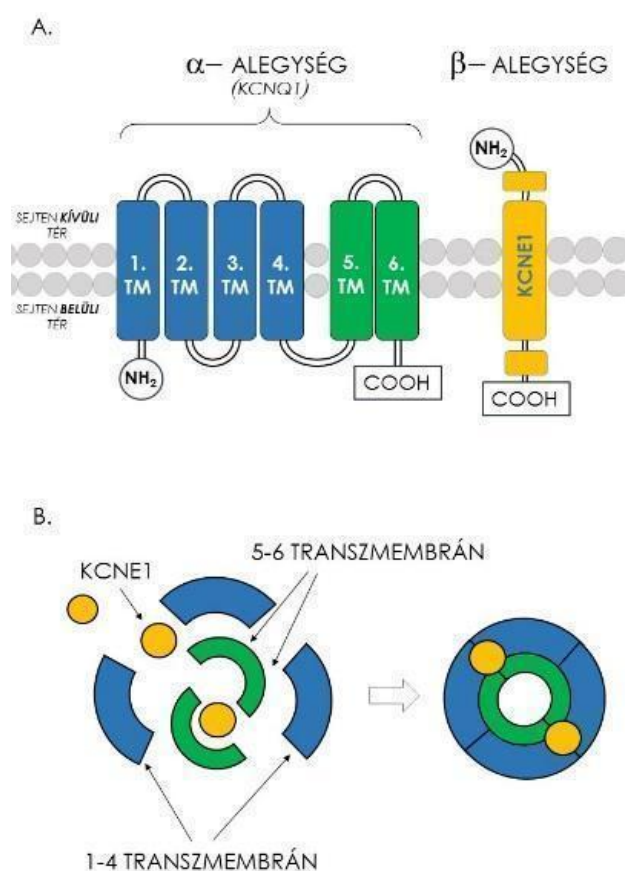 A.
α– ALEGYSÉG
(KCNQ1)
β– ALEGYSÉG
NH₂
SEJTEN KÍVÜLI
TÉR
1.
TM
2.
TM
3.
TM
4.
TM
5.
TM
6.
TM
KCNE1
SEJTEN BELÜLI
TÉR
NH₂
COOH
COOH
B.
5-6 TRANSZMEMBRÁN
KCNE1
1-4 TRANSZMEMBRÁN